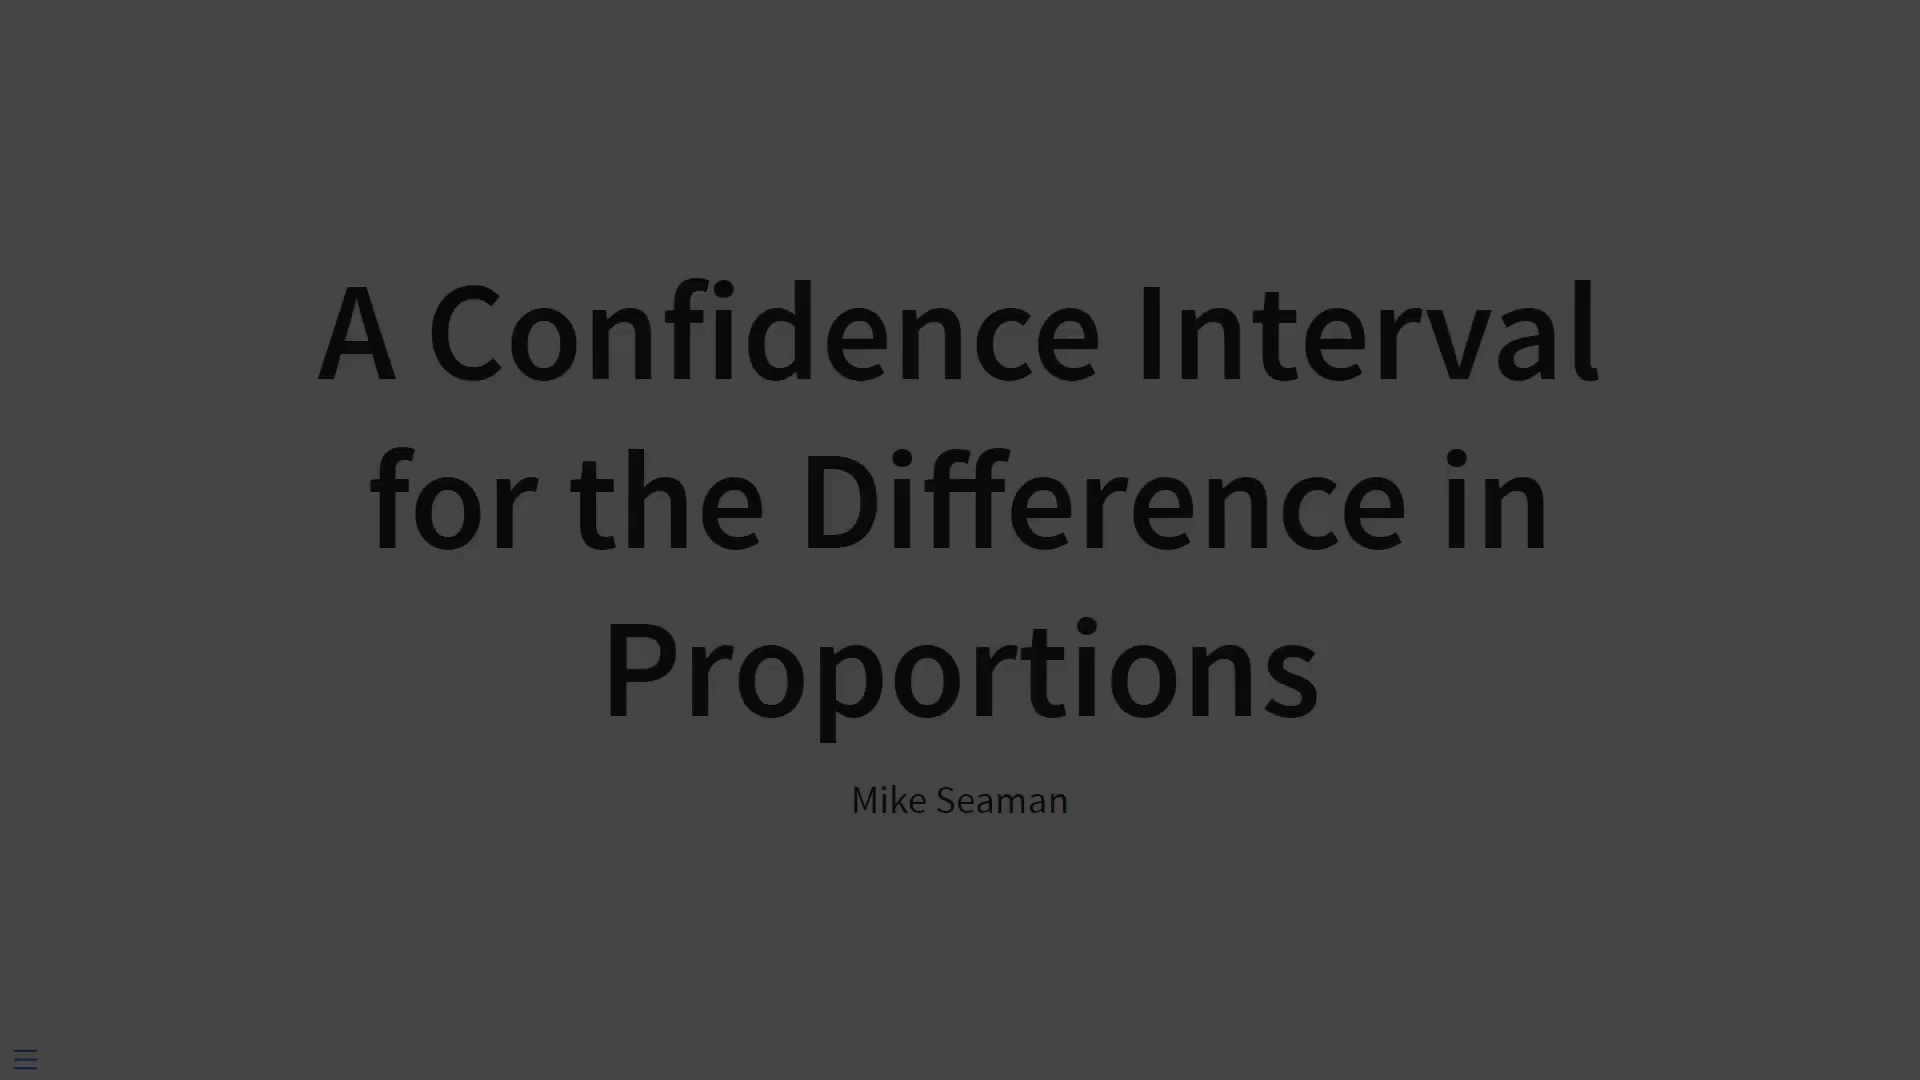 A Confidence Interval
for the Difference in
Proportions
Mike Seaman